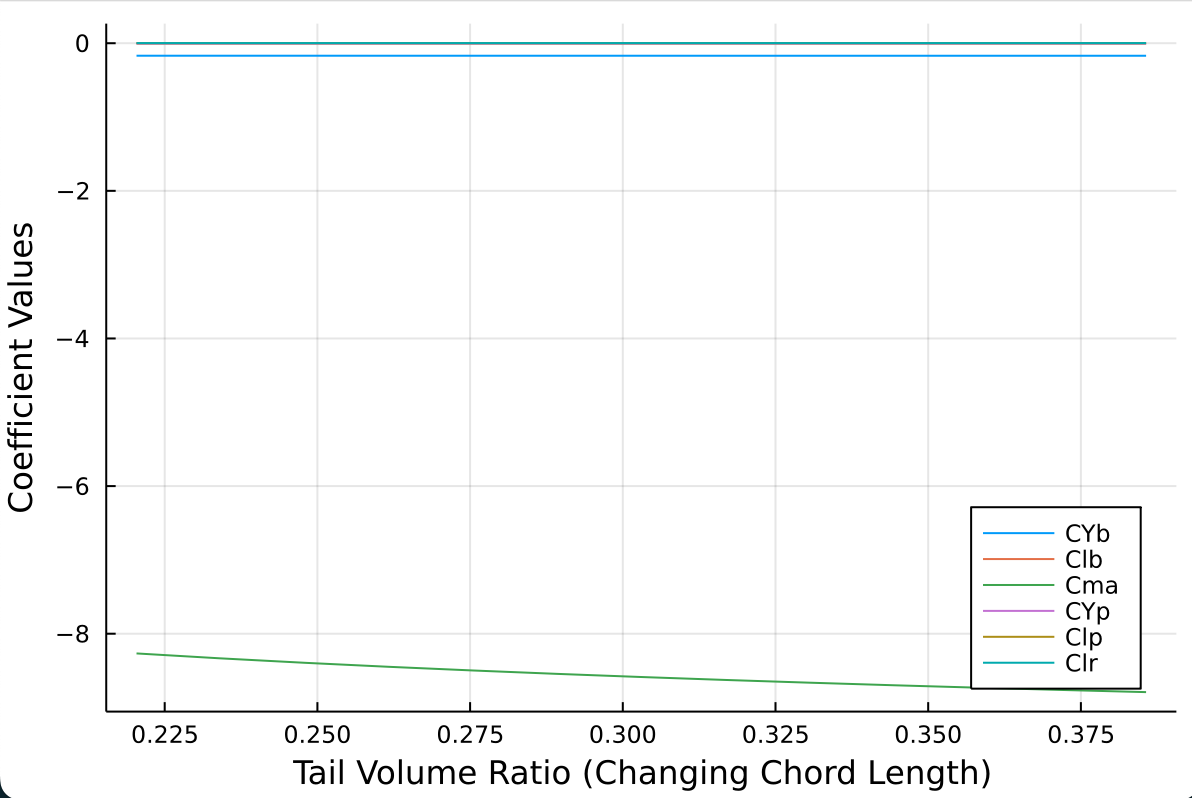 0
−2
−4
−6
−8
Coefficient Values
CYb
Clb
Cma
CYp
Clp
Clr
0.225 0.250 0.275 0.300 0.325 0.350 0.375
Tail Volume Ratio (Changing Chord Length)